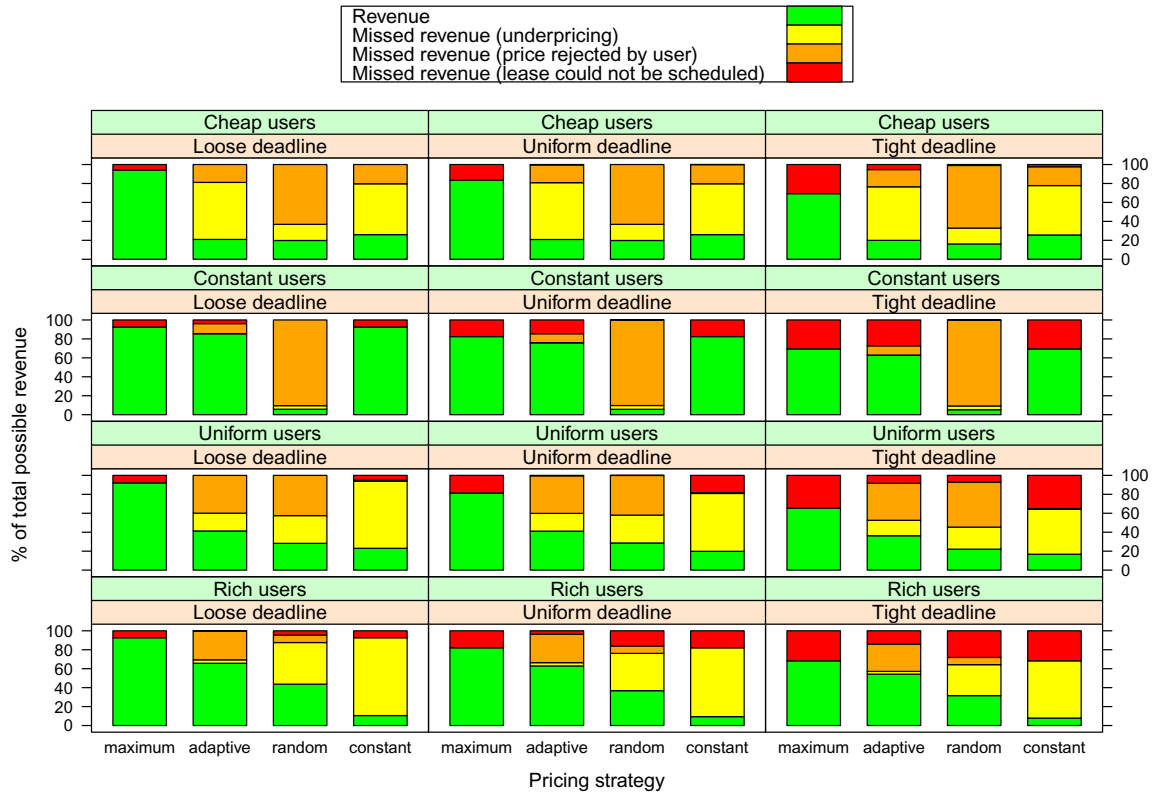 Revenue
Missed revenue (underpricing)
Missed revenue (price rejected by user)
Missed revenue (lease could not be scheduled)
Cheap users Cheap users Cheap users
Loose deadline Uniform deadline Tight deadline
100
80
60
40
20
0
Constant users Constant users Constant users
Loose deadline Uniform deadline Tight deadline
100
80
60
40
20
0
Uniform users Uniform users Uniform users
Loose deadline Uniform deadline Tight deadline
100
80
60
40
20
0
Rich users Rich users Rich users
Loose deadline Uniform deadline Tight deadline
100
80
60
40
20
0
% of total possible revenue
maximum adaptive random constant maximum adaptive random constant maximum adaptive random constant
Pricing strategy